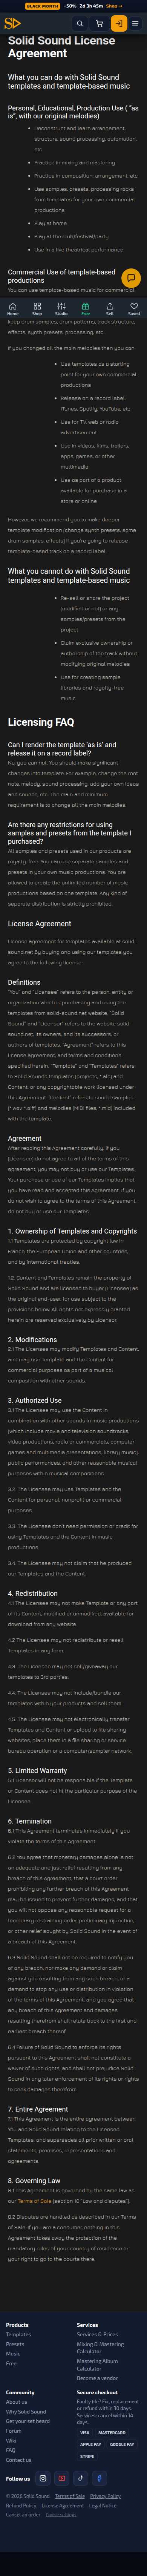 BLACK MONTH -50% 2d 3h 45m Shop →
Solid Sound License
Agreement
What you can do with Solid Sound
templates and template-based music
Personal, Educational, Production Use ( “as
is”, with our original melodies)
Deconstruct and learn arrangement,
structure, sound processing, automation,
etc
Practice in mixing and mastering
Practice in composition, arrangement, etc
Use samples, presets, processing racks
from templates for your own original
productions
Play at home
Play at the club/festival/party
Use in a live theatrical performance
Commercial Use of template-based
productions
You can use template-based music for commercial
Home
Shop
Studio
Free
Sell
Saved
keep drum samples, drum patterns, track structure,
effects, synth presets, processing, etc.
If you changed all the main melodies then you can:
Use templates as a starting
point for your own commercial
productions
Release on a record label,
iTunes, Spotify, YouTube, etc.
Use for TV, web or radio
advertisement
Use in videos, films, trailers,
apps, games, or other
multimedia
Use as part of a product
available for purchase in a
store or online
However, we recommend you to make deeper
template modification (change synth presets, some
drum samples, effects) if you’re going to release
template-based track on a record label.
What you cannot do with Solid Sound
templates and template-based music
Re-sell or share the project
(modified or not) or any
samples/presets from the
project
Claim exclusive ownership or
authorship of the track without
modifying melodies
Use for creating sample
libraries and royalty-free
music
Licensing FAQ
Can I render the template ‘as is’ and
release it on a record label?
No, you can not. You should make significant
changes into template. For example, change the root
note, melody, sound processing, add your own ideas
and sounds, etc. The main and minimum
requirement is to change all the main melodies.
Are there any restrictions for using
samples and presets from the template I
purchased?
All samples and presets used in our products are
royalty-free. You can use separate samples and
presets in your own music productions. You are
allowed to create the unlimited number of music
productions based on one template. Any kind of
separate distribution is strictly prohibited
License Agreement
License agreement for templates available at solid-
sound.net By buying and using our templates you
agree to the following license:
Definitions
“You” and “Licensee” refers to the person, entity or
organization which is purchasing and using the
templates from solid-sound.net website. “Solid
Sound” and “Licensor” refers to the website solid-
sound.net, its owners, and its successors, or
authors of templates. “Agreement” refers to this
license agreement and terms and conditions
specified herein. “Template” and “Templates” refers
to Solid Sounds templates (projects, *.als) and
Content, or any copyrightable work licensed under
this Agreement. “Content” refers to sound samples
(*.wav, *.aiff) and melodies (MIDI files, *.mid) included
with the template.
Agreement
After reading this Agreement carefully, if you
(Licensee) do not agree to all of the terms of this
agreement, you may not buy or use our Templates.
Your purchase or use of our Templates implies that
you have read and accepted this Agreement. If you
do not wish to agree to the terms of this Agreement,
do not buy or use our Templates.
1. Ownership of Templates and Copyrights
1.1 Templates are protected by copyright law in
France, the European Union and other countries,
and by international treaties.
1.2. Content and Templates remain the property of
Solid Sound and are licensed to buyer (Licensee) as
the original end-user, for use subject to the
provisions below. All rights not expressly granted
herein are reserved exclusively by Licensor.
2. Modifications
2.1 The Licensee may modify Templates and Content,
and may use Template and the Content for
commercial purposes as part of a musical
composition with other sounds.
3. Authorized Use
3.1 The Licensee may use the Content in
combination with other sounds in music productions
(which include movie and television soundtracks,
video productions, radio or commercials, computer
games and multimedia presentations, library music),
public performances, and other reasonable musical
purposes within musical compositions.
3.2. The Licensee may use Templates and the
Content for personal, nonprofit or commercial
purposes.
3.3. The Licensee don’t need permission or credit for
using Templates and the Content in music
productions.
3.4. The Licensee may not claim that he produced
our Templates and the Content.
4. Redistribution
4.1 The Licensee may not make Template or any part
of its Content, modified or unmodified, available for
download from any website.
4.2 The Licensee may not redistribute or resell
Templates in any form.
4.3. The Licensee may not sell/giveaway our
templates to 3rd parties.
4.4. The Licensee may not include/bundle our
templates within your products and sell them.
4.5. The Licensee may not electronically transfer
Templates and Content or upload to file sharing
websites, place them in a file sharing or service
bureau operation or a computer/sampler network.
5. Limited Warranty
5.1 Licensor will not be responsible if the Template
or Content does not fit the particular purpose of the
Licensee.
6. Termination
6.1 This Agreement terminates immediately if you
violate the terms of this Agreement.
6.2 You agree that monetary damages alone is not
an adequate and just relief resulting from any
breach of this Agreement, that a court order
prohibiting any further breach of this Agreement
may be issued to prevent further damages, and that
you will not oppose any reasonable request for a
temporary restraining order, preliminary injunction,
or other relief sought by Solid Sound in the event of
a breach of this Agreement.
6.3 Solid Sound shall not be required to notify you
of any breach, nor make any demand or claim
against you resulting from any such breach, or a
demand to stop an use or distribution in violation of
the terms of this Agreement, and you agree that
any breach of this Agreement and damages
resulting therefrom shall relate back to the first and
earliest breach thereof.
6.4 Failure of Solid Sound to enforce its rights
pursuant to this Agreement shall not constitute a
waiver of such rights, and shall not prejudice Solid
in any later enforcement of its rights or rights to
seek damages therefrom.
7. Entire Agreement
7.1 This Agreement is the entire agreement between
You and Solid Sound relating to the Licensed
Templates, and supersedes all prior written or oral
statements, promises, representations and
agreements.
8. Governing Law
8.1 This Agreement is governed by the same law as
our Terms of Sale (section 10 “Law and disputes”).
8.2 Disputes are handled as described in our Terms
of Sale. If you are a consumer, nothing in this
Agreement takes away the protection of the
mandatory rules of your country of residence or
your right to go to the courts there.
Products
Templates
Presets
Music
Free
Services
Services & Prices
Mixing & Mastering
Calculator
Mastering Album
Calculator
Become a vendor
Community
About us
Why Solid Sound
Get your set heard
Forum
Wiki
FAQ
Contact us
Secure checkout
Faulty file? Fix, replacement
or refund within 30 days.
Services: cancel within 14
days.
VISA
MASTERCARD
APPLE PAY
GOOGLE PAY
STRIPE
Follow us
© 2026 Solid Sound Terms of Sale Privacy Policy
Refund Policy License Agreement Legal Notice
Cancel an order Cookie settings